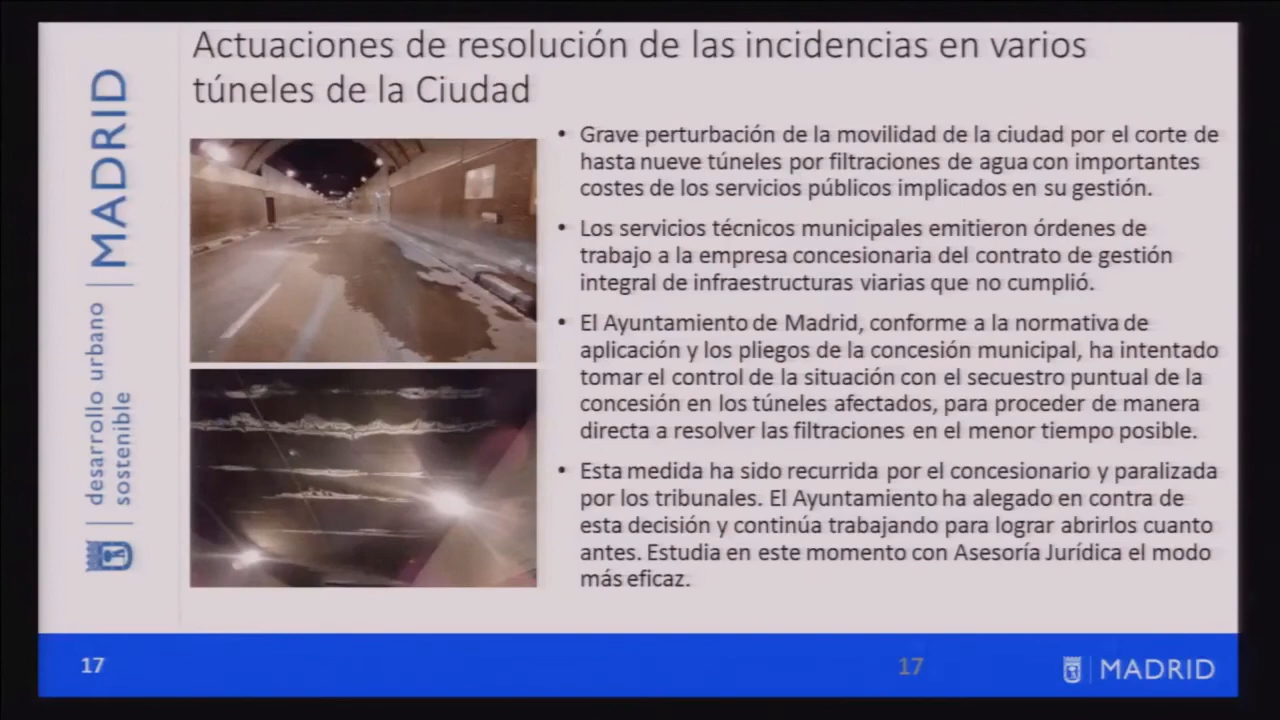 Actuaciones de resolución de las incidencias en varios
túneles de la Ciudad
MADRID
desarrollo urbano
sostenible
• Grave perturbación de la movilidad de la ciudad por el corte de
hasta nueve túneles por filtraciones de agua con importantes
costes de los servicios públicos implicados en su gestión.
• Los servicios técnicos municipales emitieron órdenes de
trabajo a la empresa concesionaria del contrato de gestión
integral de infraestructuras viarias que no cumplió.
• El Ayuntamiento de Madrid, conforme a la normativa de
aplicación y los pliegos de la concesión municipal, ha intentado
tomar el control de la situación con el secuestro puntual de la
concesión en los túneles afectados, para proceder de manera
directa a resolver las filtraciones en el menor tiempo posible.
• Esta medida ha sido recurrida por el concesionario y paralizada
por los tribunales. El Ayuntamiento ha alegado en contra de
esta decisión y continúa trabajando para lograr abrirlos cuanto
antes. Estudia en este momento con Asesoría Jurídica el modo
más eficaz.
17
17
MADRID